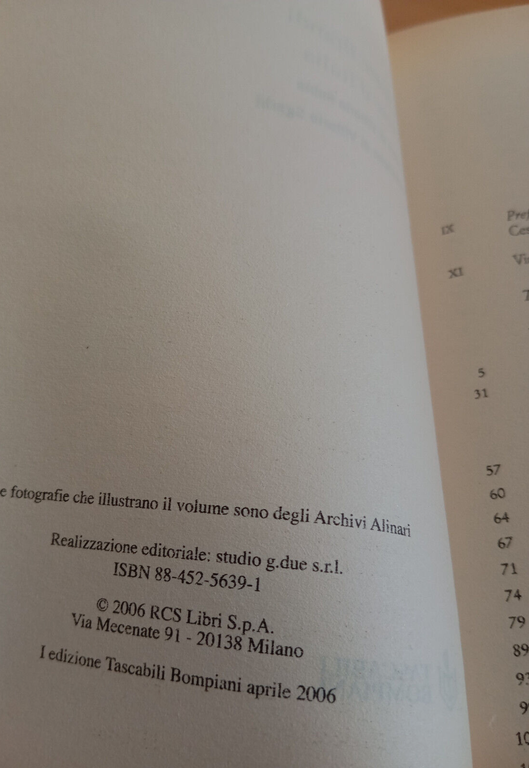 e fotografie che illustrano il volume sono degli Archivi Alinari
Realizzazione editoriale: studio g.due s.r.l.
ISBN 88-452-5639-1
© 2006 RCS Libri S.p.A.
Via Mecenate 91 - 20138 Milano
I edizione Tascabili Bompiani aprile 2006
IX
XI
5
31
57
60
64
67
71
74
79
89